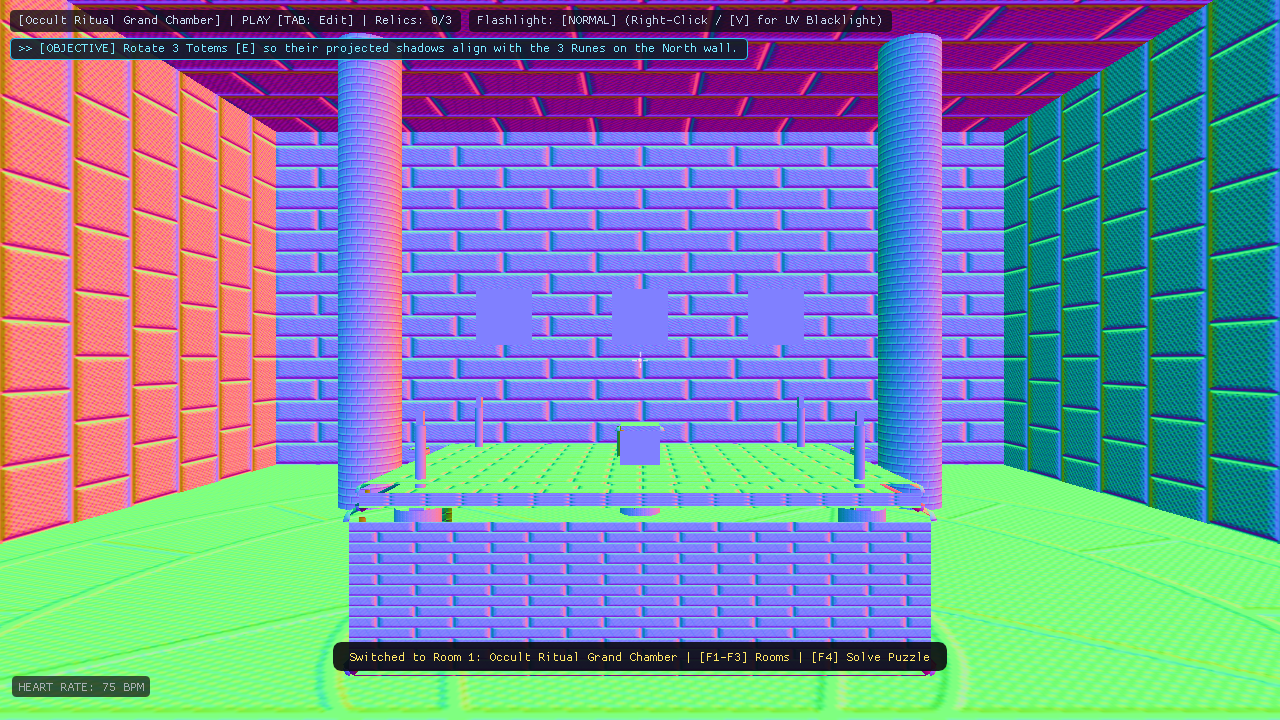 [Occult Ritual Grand Chamber] | PLAY [TAB: Edit] | Relics: 0/3
Flashlight: [NORMAL] (Right-Click / [V] for UV Blacklight)
>> [OBJECTIVE] Rotate 3 Totems [E] so their projected shadows align with the 3 Runes on the North wall.
Switched to Room 1: Occult Ritual Grand Chamber | [F1-F3] Rooms | [F4] Solve Puzzle
HEART RATE: 75 BPM